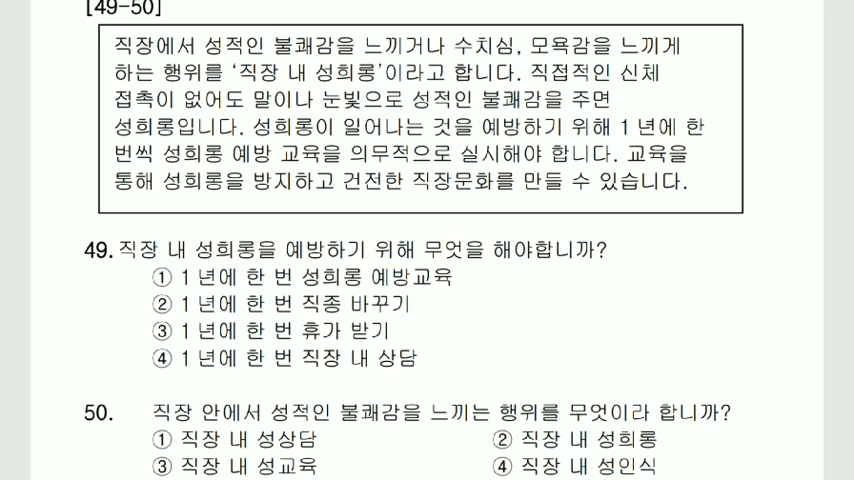 [49-50]
직장에서 성적인 불쾌감을 느끼거나 수치심, 모욕감을 느끼게
하는 행위를 ‘직장 내 성희롱’이라고 합니다. 직접적인 신체
접촉이 없어도 말이나 눈빛으로 성적인 불쾌감을 주면
성희롱입니다. 성희롱이 일어나는 것을 예방하기 위해 1 년에 한
번씩 성희롱 예방 교육을 의무적으로 실시해야 합니다. 교육을
통해 성희롱을 방지하고 건전한 직장문화를 만들 수 있습니다.
49. 직장 내 성희롱을 예방하기 위해 무엇을 해야합니까?
① 1 년에 한 번 성희롱 예방교육
② 1 년에 한 번 직종 바꾸기
③ 1 년에 한 번 휴가 받기
④ 1 년에 한 번 직장 내 상담
50. 직장 안에서 성적인 불쾌감을 느끼는 행위를 무엇이라 합니까?
① 직장 내 성상담 ② 직장 내 성희롱
③ 직장 내 성교육 ④ 직장 내 성인식